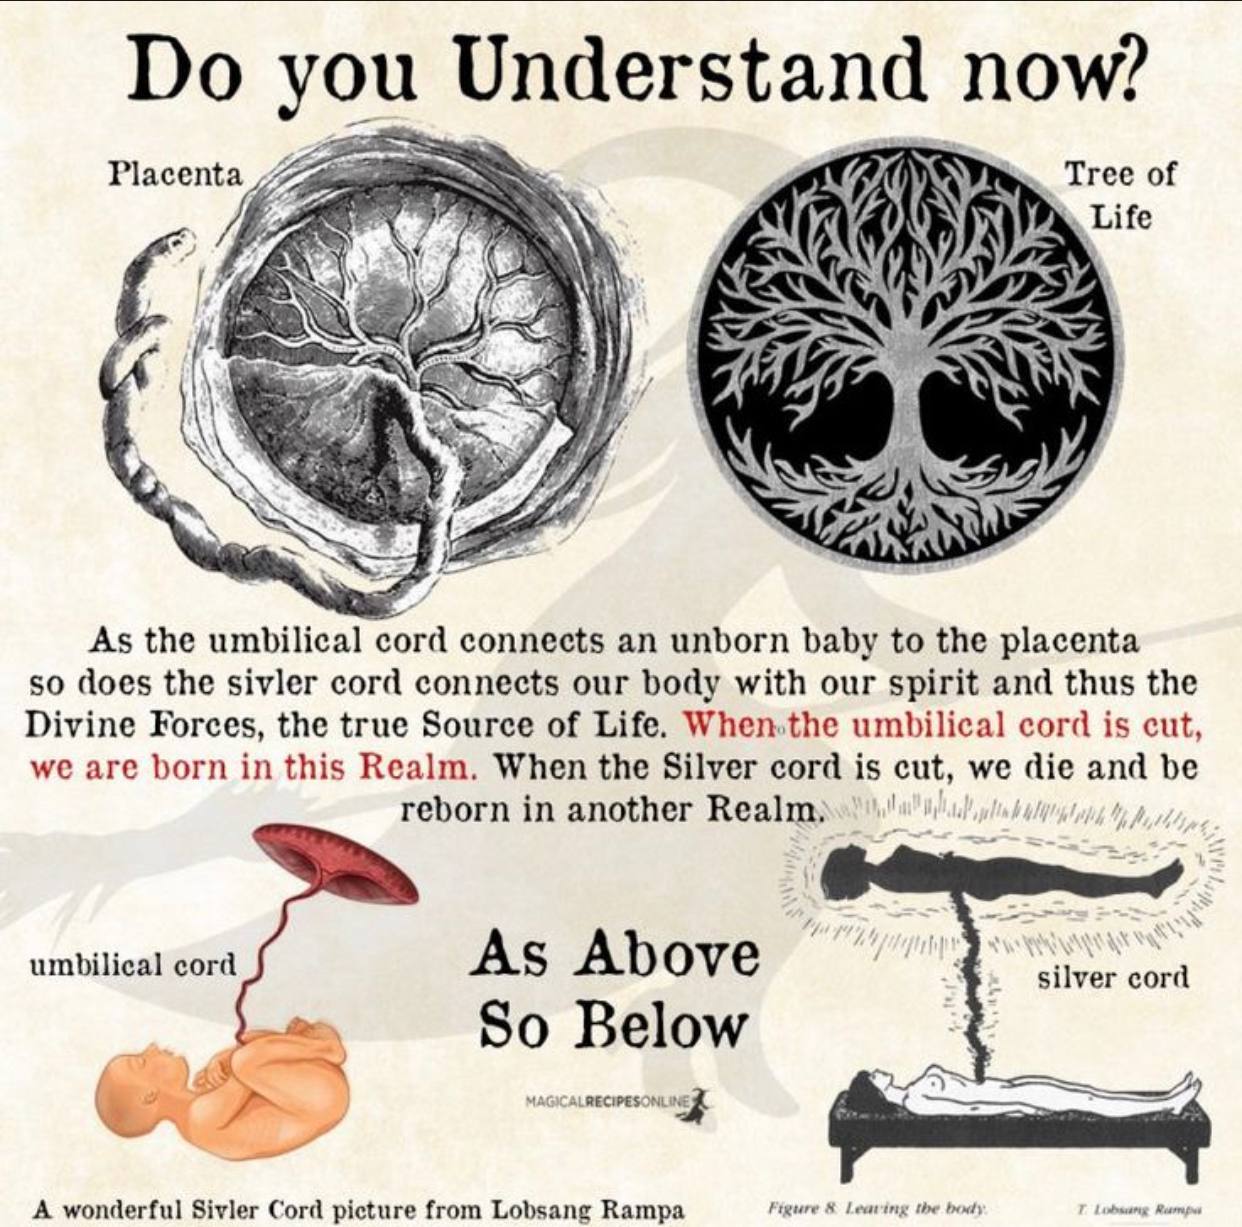 Do you Understand now?
Placenta
Tree of
Life
As the umbilical cord connects an unborn baby to the placenta
so does the sivler cord connects our body with our spirit and thus the
Divine Forces, the true Source of Life. When the umbilical cord is cut,
we are born in this Realm. When the Silver cord is cut, we die and be
reborn in another Realm.
umbilical cord
As Above
So Below
silver cord
MAGICALRECIPESONLINE
A wonderful Sivler Cord picture from Lobsang Rampa
Figure 8. Leaving the body.
T. Lobsang Rampa